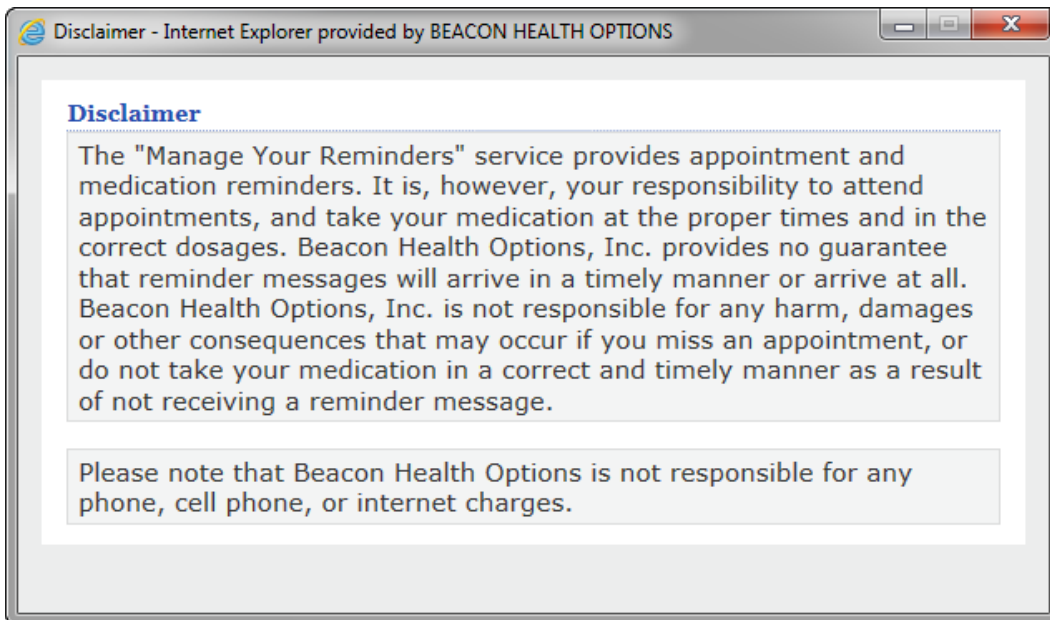 Disclaimer - Internet Explorer provided by BEACON HEALTH OPTIONS
Disclaimer
The "Manage Your Reminders" service provides appointment and
medication reminders. It is, however, your responsibility to attend
appointments, and take your medication at the proper times and in the
correct dosages. Beacon Health Options, Inc. provides no guarantee
that reminder messages will arrive in a timely manner or arrive at all.
Beacon Health Options, Inc. is not responsible for any harm, damages
or other consequences that may occur if you miss an appointment, or
do not take your medication in a correct and timely manner as a result
of not receiving a reminder message.
Please note that Beacon Health Options is not responsible for any
phone, cell phone, or internet charges.